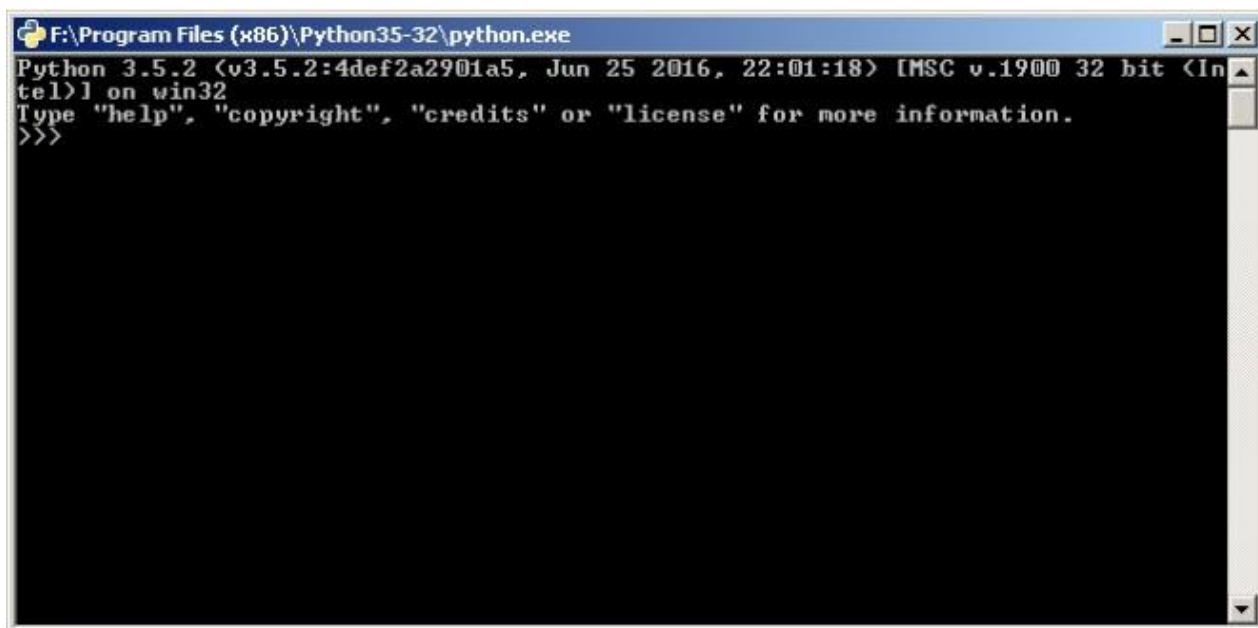 F:\Program Files (x86)\Python35-32\python.exe
Python 3.5.2 (v3.5.2:4def2a2901a5, Jun 25 2016, 22:01:18) [MSC v.1900 32 bit (In
tel)] on win32
Type "help", "copyright", "credits" or "license" for more information.
>>>